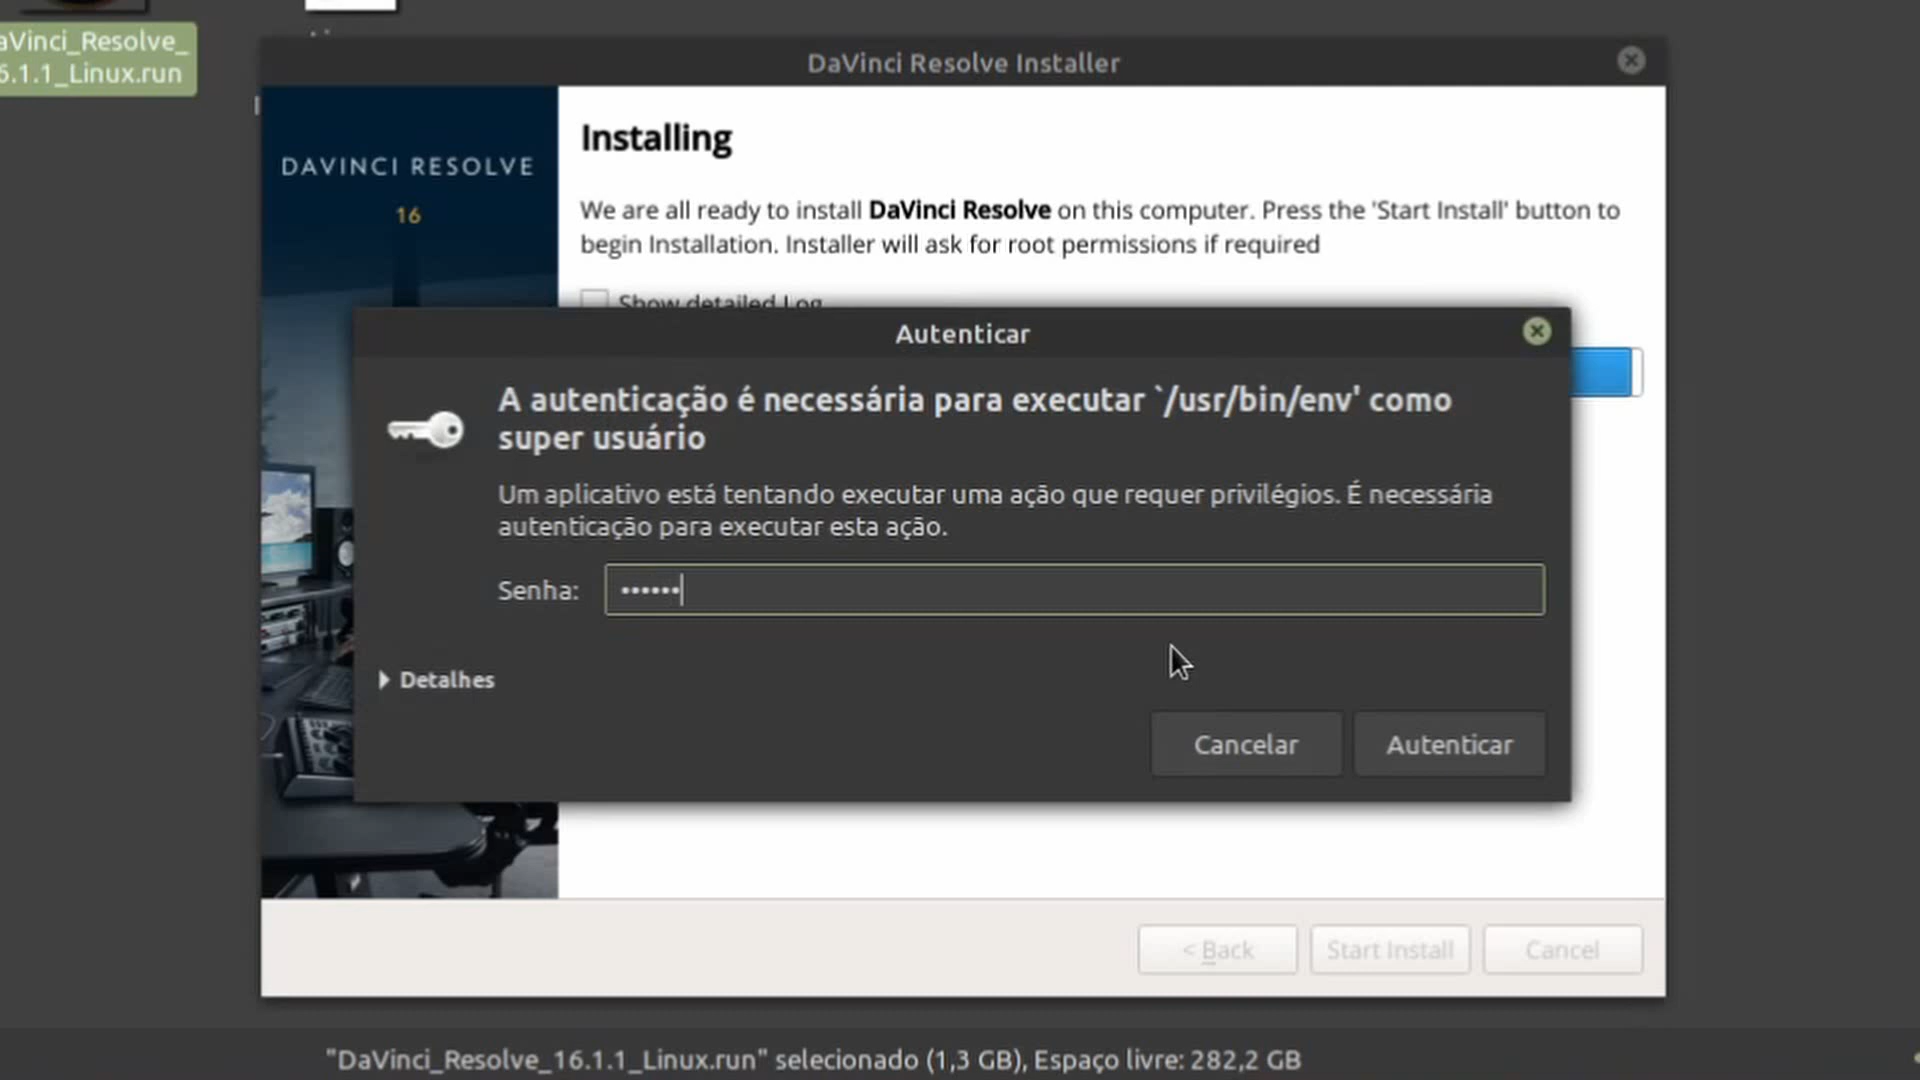 aVinci_Resolve_
6.1.1_Linux.run
DaVinci Resolve Installer
DAVINCI RESOLVE
16
Installing
We are all ready to install DaVinci Resolve on this computer. Press the 'Start Install' button to
begin Installation. Installer will ask for root permissions if required
Show detailed Log
Autenticar
A autenticação é necessária para executar `/usr/bin/env' como
super usuário
Um aplicativo está tentando executar uma ação que requer privilégios. É necessária
autenticação para executar esta ação.
Senha: ••••••
Detalhes
Cancelar
Autenticar
< Back
Start Install
Cancel
"DaVinci_Resolve_16.1.1_Linux.run" selecionado (1,3 GB), Espaço livre: 282,2 GB